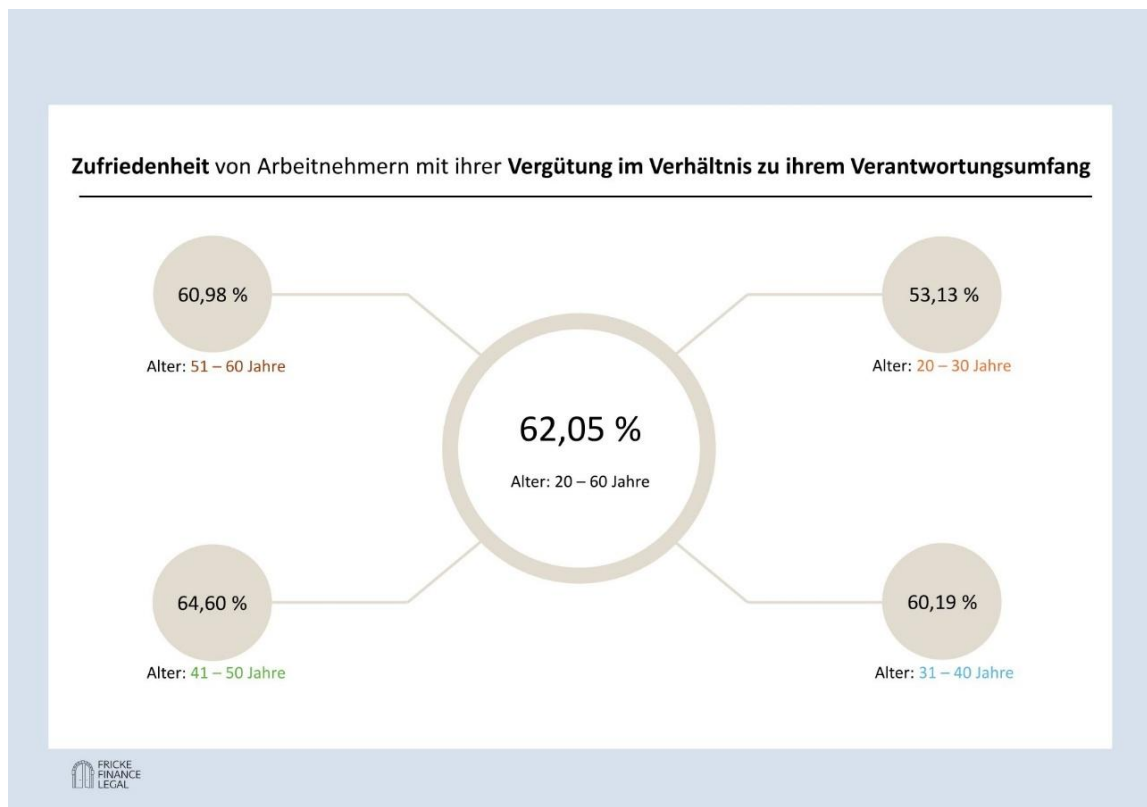 Zufriedenheit von Arbeitnehmern mit ihrer Vergütung im Verhältnis zu ihrem Verantwortungsumfang
60,98 %
Alter: 51 – 60 Jahre
53,13 %
Alter: 20 – 30 Jahre
62,05 %
Alter: 20 – 60 Jahre
64,60 %
Alter: 41 – 50 Jahre
60,19 %
Alter: 31 – 40 Jahre
FRICKE
FINANCE
LEGAL